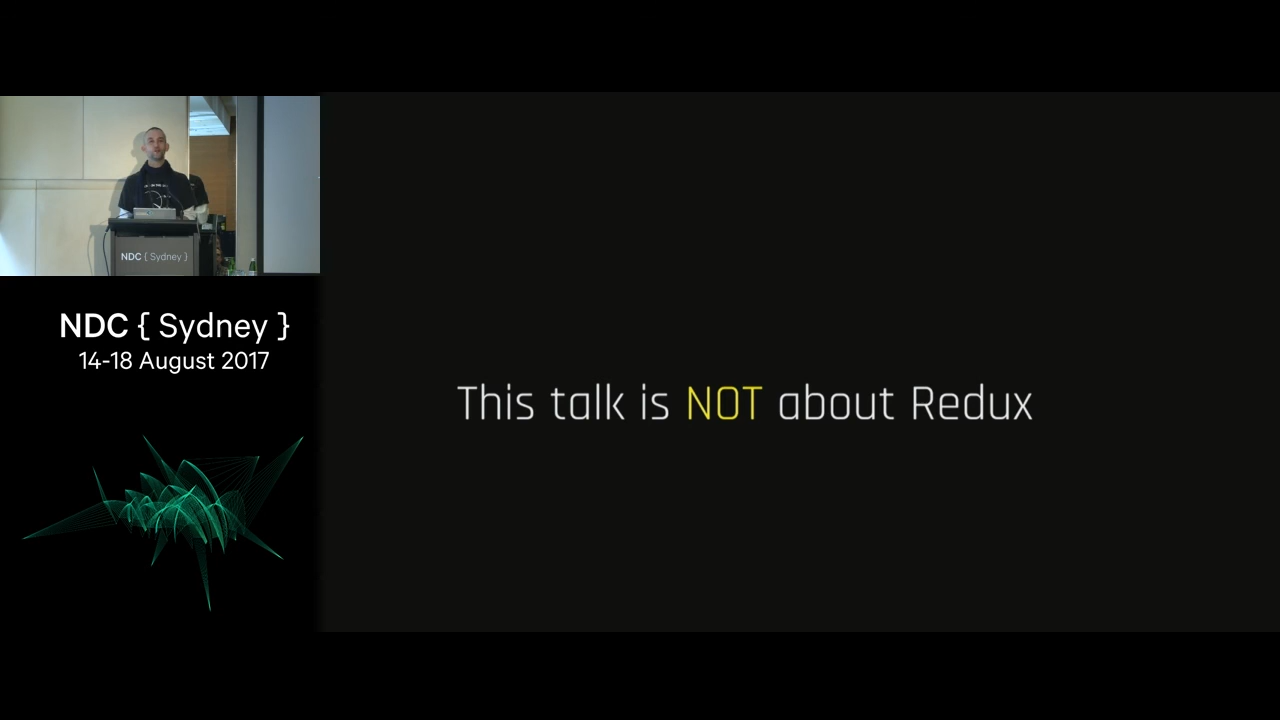 NDC { Sydney }
NDC { Sydney }
14-18 August 2017
This talk is NOT about Redux